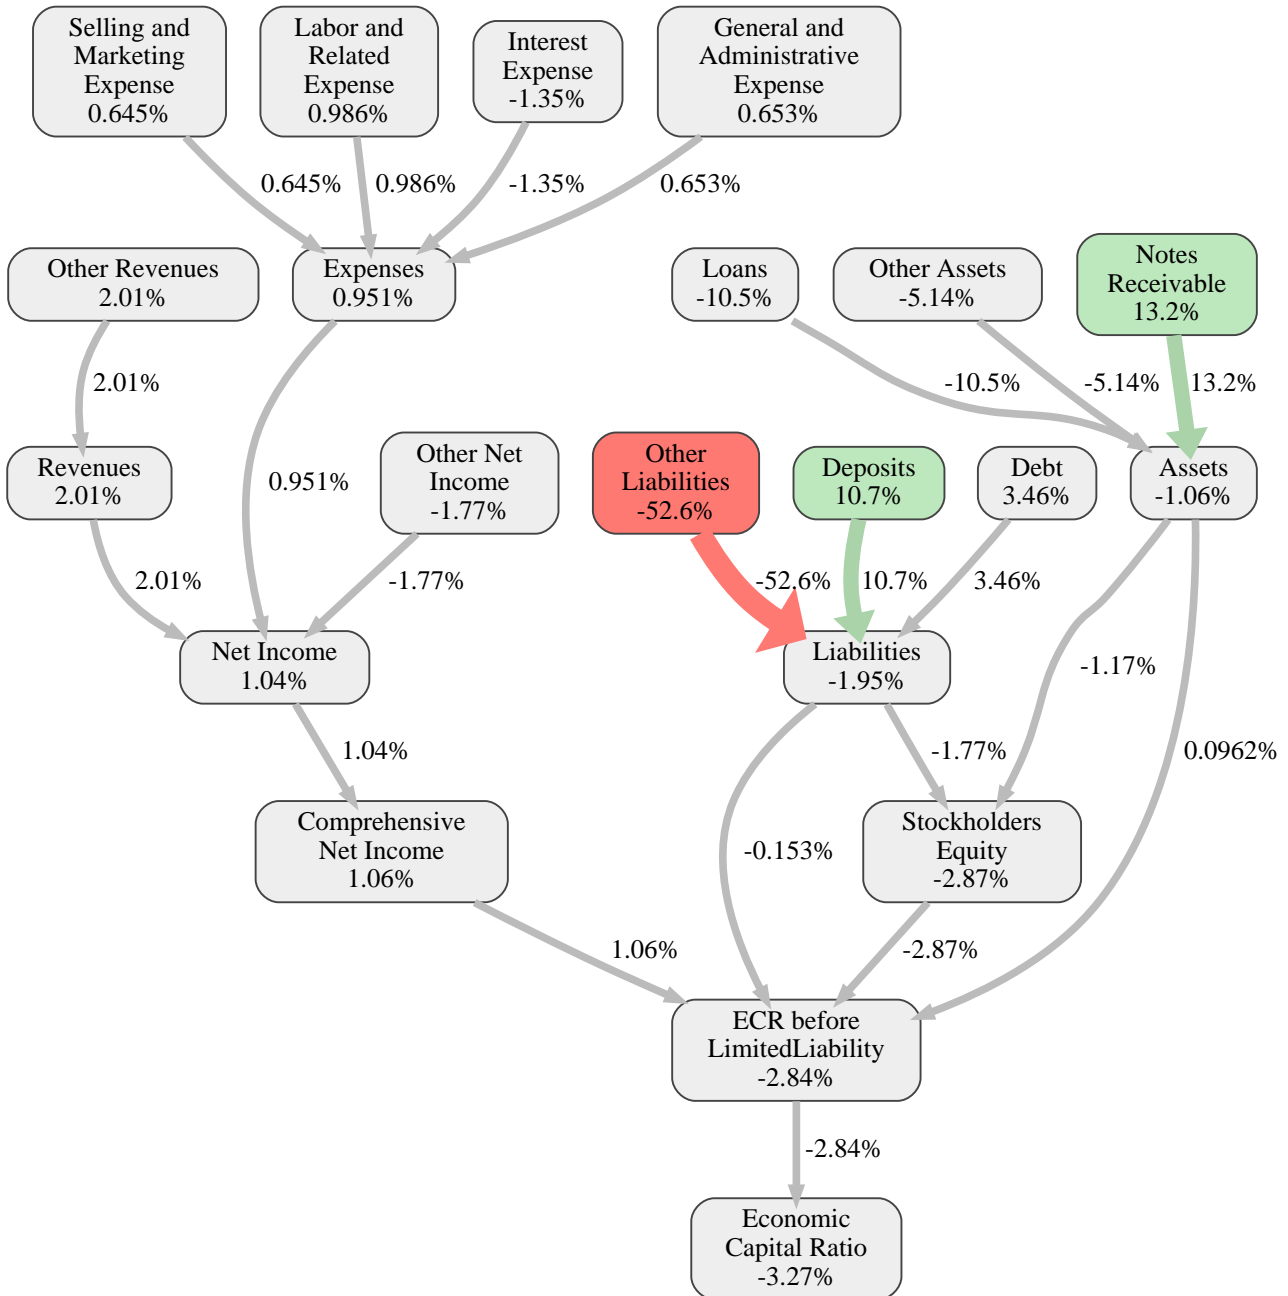 Selling and
Marketing
Expense
0.645%
Labor and
Related
Expense
0.986%
Interest
Expense
-1.35%
General and
Administrative
Expense
0.653%
0.645%
0.986%
-1.35%
0.653%
Other Revenues
2.01%
Expenses
0.951%
Loans
-10.5%
Other Assets
-5.14%
Notes
Receivable
13.2%
2.01%
-10.5%
-5.14%
13.2%
Revenues
2.01%
0.951%
Other Net
Income
-1.77%
Other
Liabilities
-52.6%
Deposits
10.7%
Debt
3.46%
Assets
-1.06%
2.01%
-1.77%
-52.6%
10.7%
3.46%
Net Income
1.04%
Liabilities
-1.95%
-1.17%
1.04%
-1.77%
0.0962%
Comprehensive
Net Income
1.06%
-0.153%
Stockholders
Equity
-2.87%
1.06%
-2.87%
ECR before
LimitedLiability
-2.84%
-2.84%
Economic
Capital Ratio
-3.27%